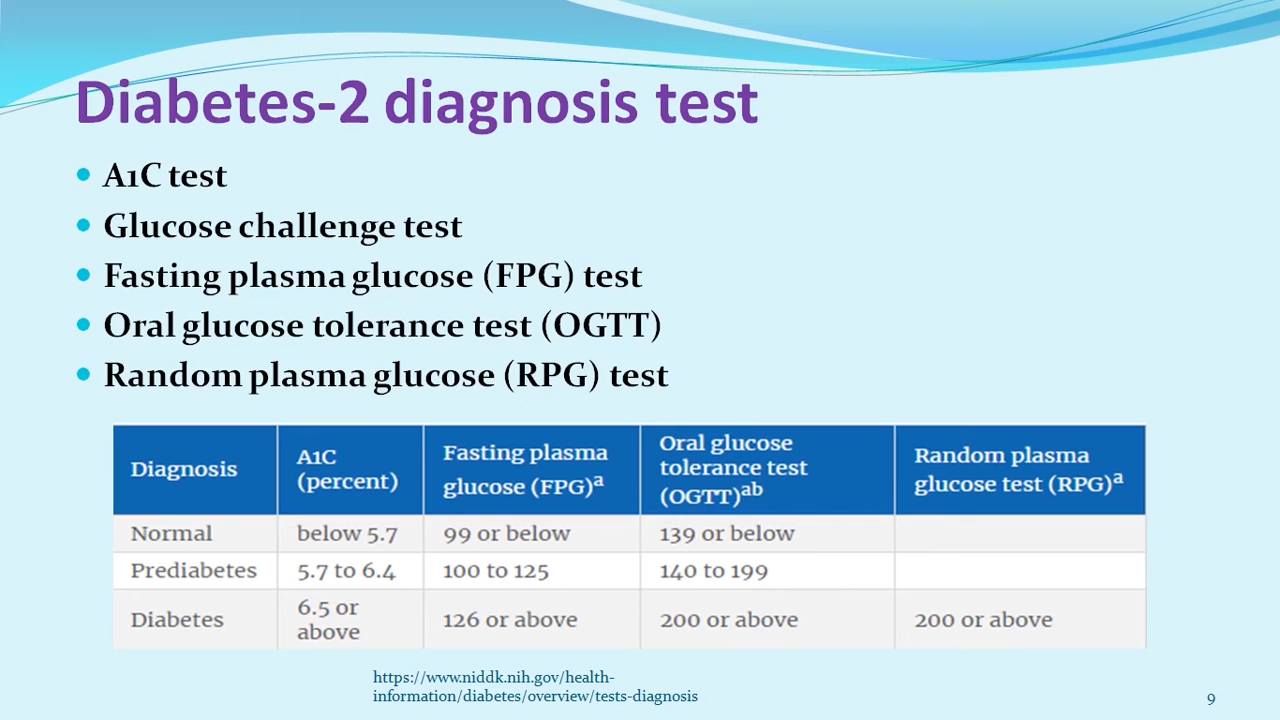 Diabetes-2 diagnosis test
A1C test
Glucose challenge test
Fasting plasma glucose (FPG) test
Oral glucose tolerance test (OGTT)
Random plasma glucose (RPG) test
Diagnosis
A1C
(percent)
Fasting plasma
glucose (FPG)a
Oral glucose
tolerance test
(OGTT)ab
Random plasma
glucose test (RPG)a
Normal
below 5.7
99 or below
139 or below
Prediabetes
5.7 to 6.4
100 to 125
140 to 199
Diabetes
6.5 or
above
126 or above
200 or above
200 or above
https://www.niddk.nih.gov/health-
information/diabetes/overview/tests-diagnosis
9